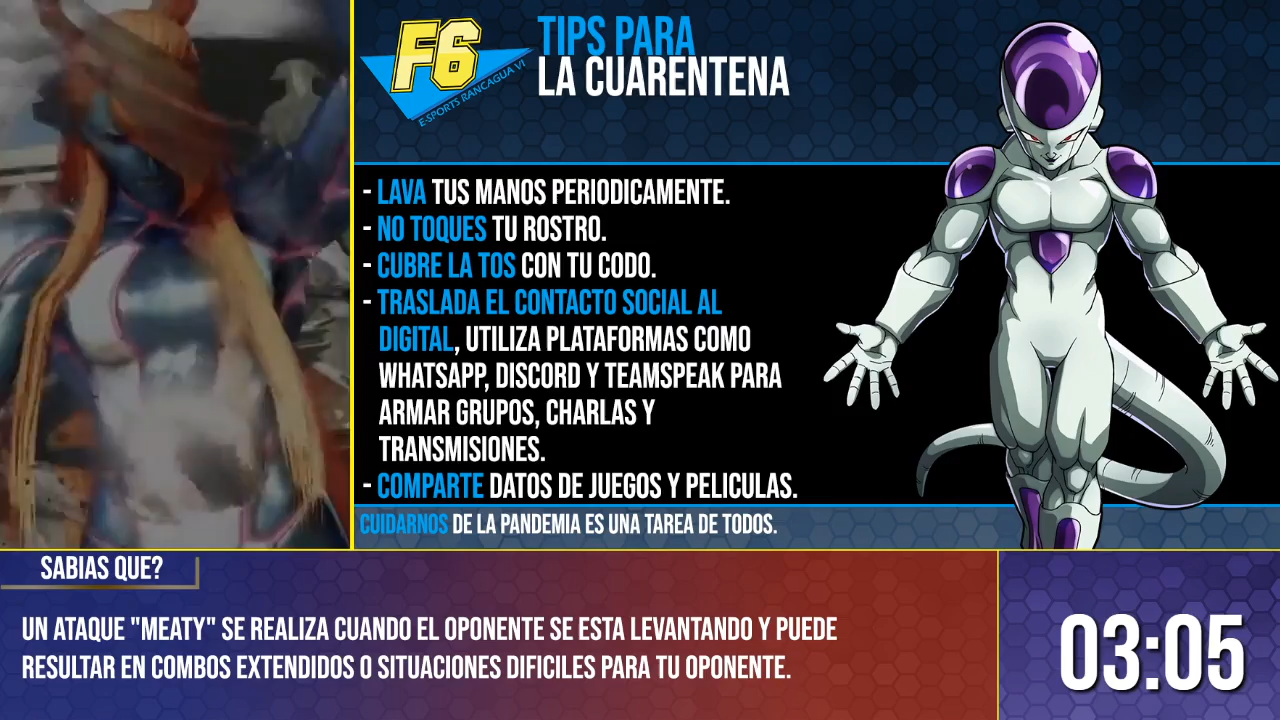 F6
E-SPORTS RANCAGUA VI
TIPS PARA
LA CUARENTENA
- LAVA TUS MANOS PERIODICAMENTE.
- NO TOQUES TU ROSTRO.
- CUBRE LA TOS CON TU CODO.
- TRASLADA EL CONTACTO SOCIAL AL
DIGITAL, UTILIZA PLATAFORMAS COMO
WHATSAPP, DISCORD Y TEAMSPEAK PARA
ARMAR GRUPOS, CHARLAS Y
TRANSMISIONES.
- COMPARTE DATOS DE JUEGOS Y PELICULAS.
CUIDARNOS DE LA PANDEMIA ES UNA TAREA DE TODOS.
SABIAS QUE?
UN ATAQUE "MEATY" SE REALIZA CUANDO EL OPONENTE SE ESTA LEVANTANDO Y PUEDE
RESULTAR EN COMBOS EXTENDIDOS O SITUACIONES DIFICILES PARA TU OPONENTE.
03:05